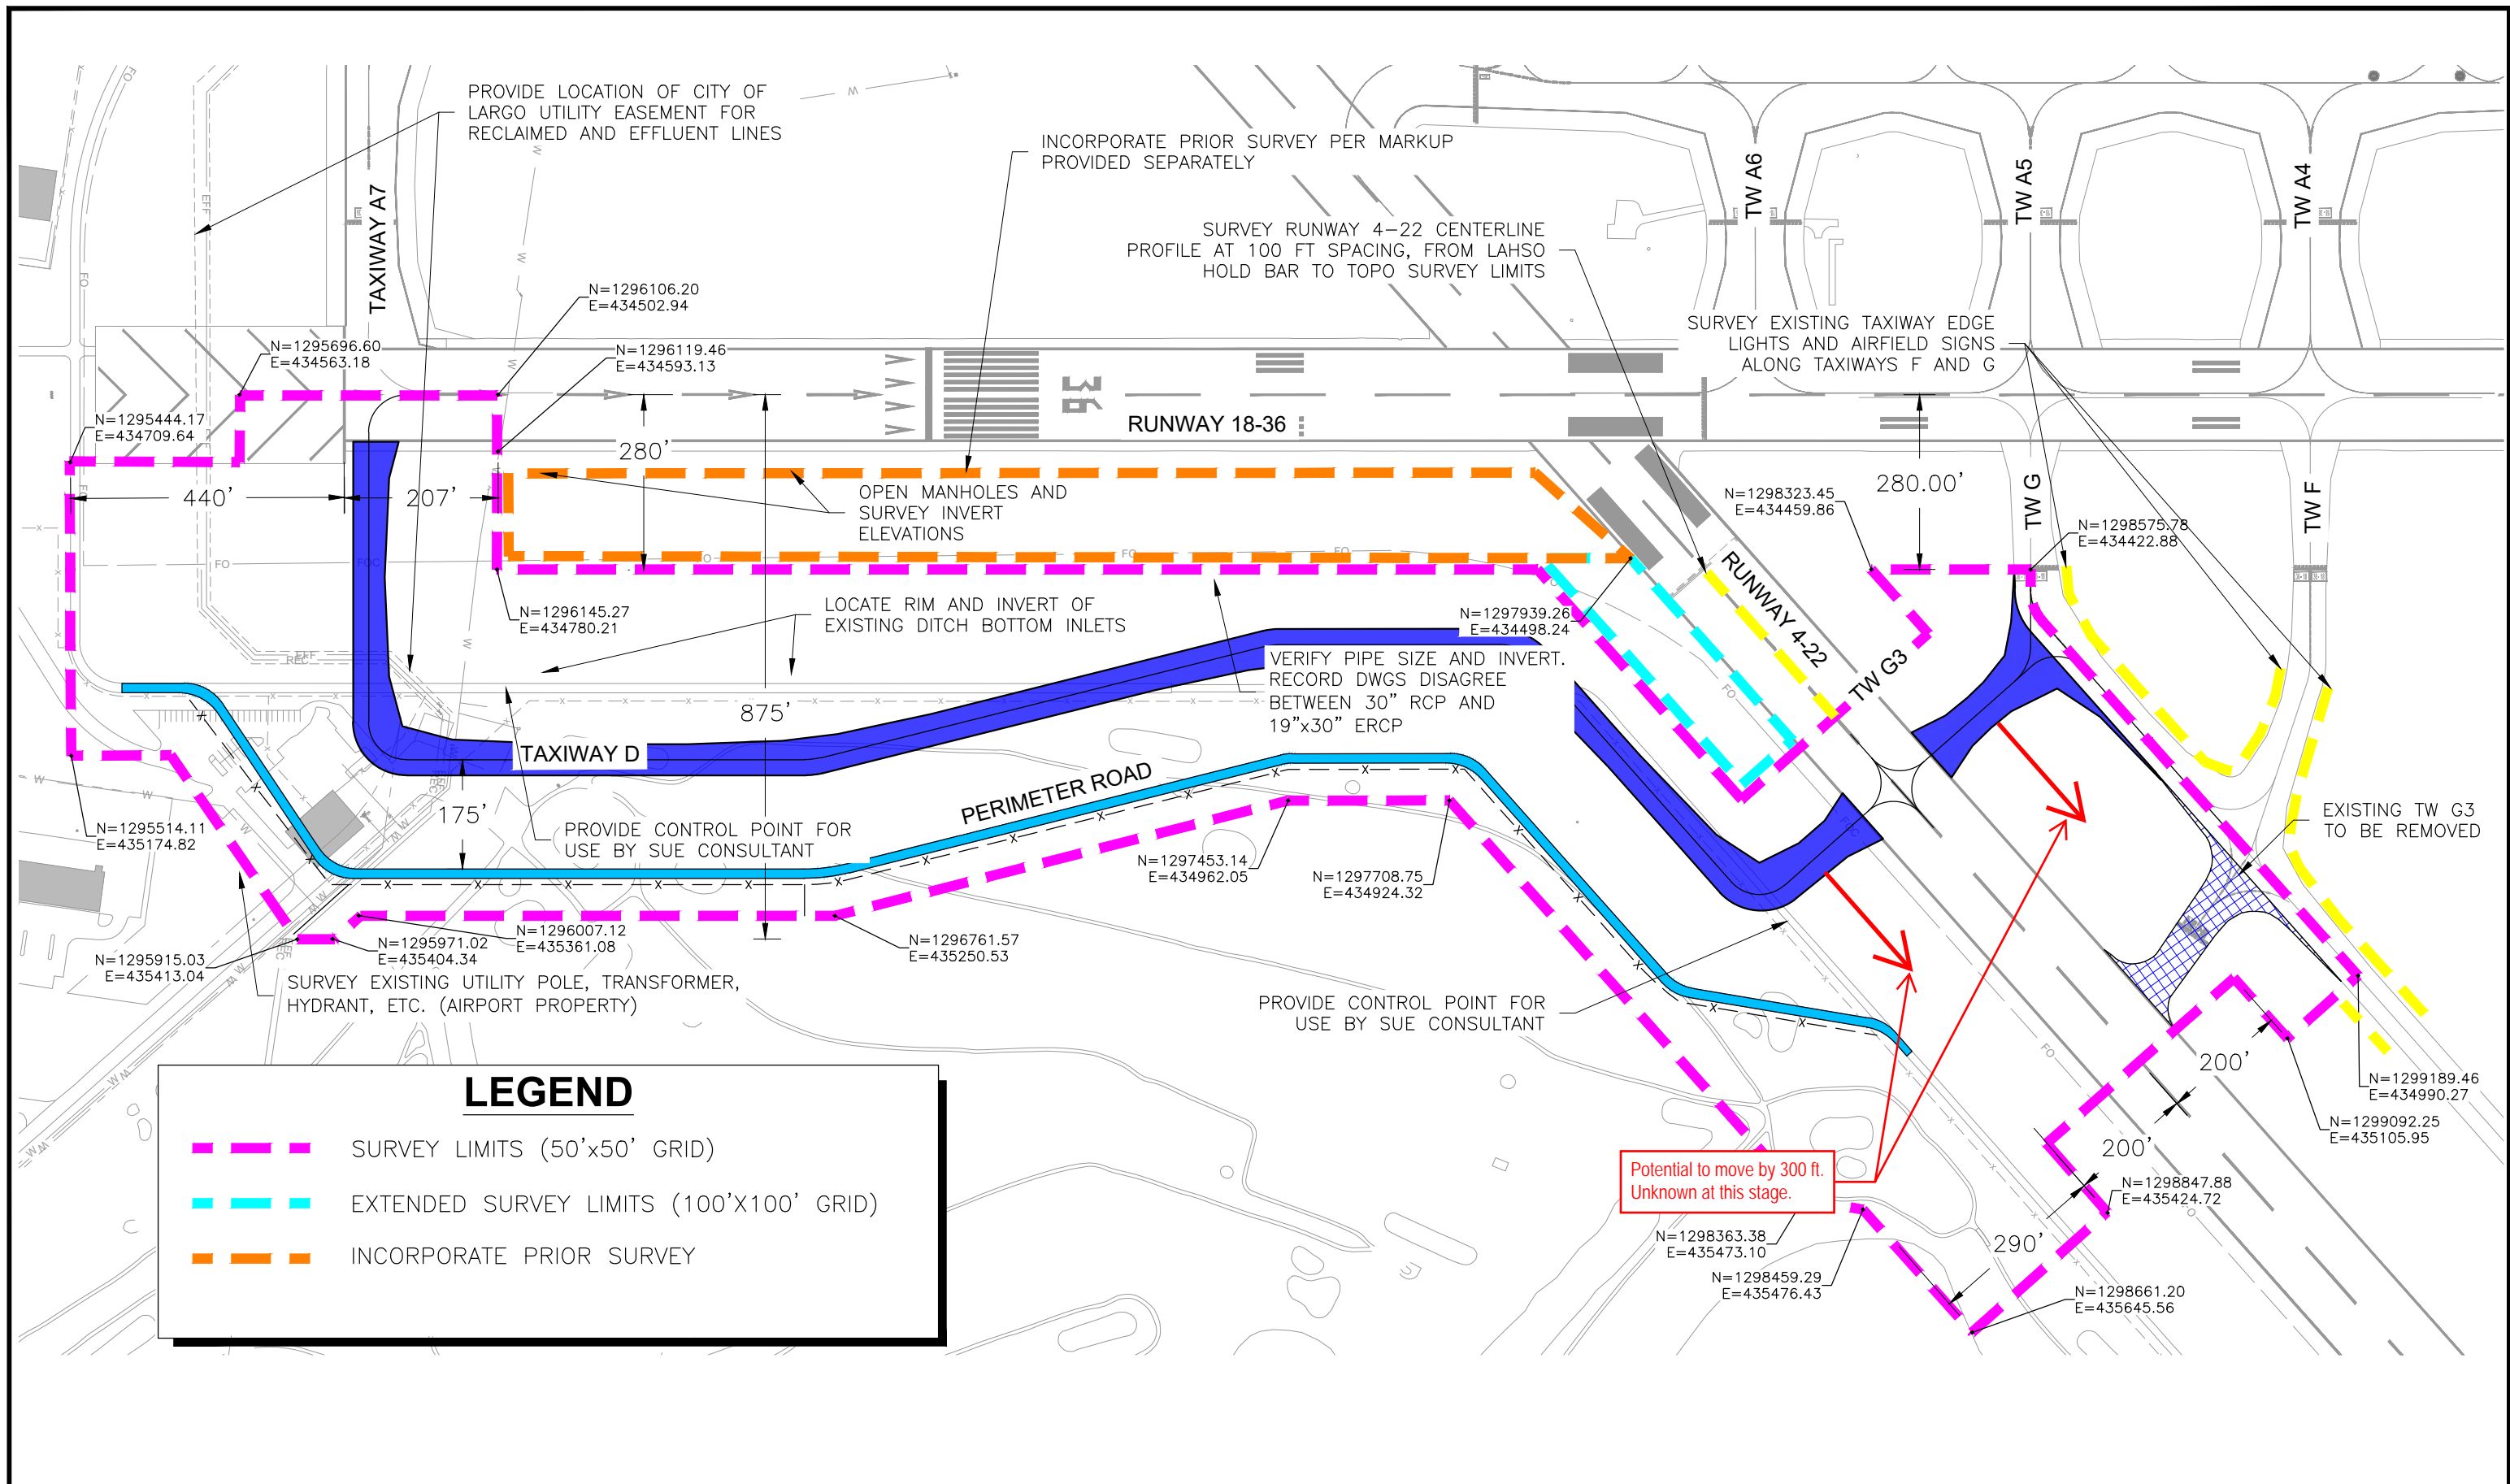 PROVIDE LOCATION OF CITY OF
LARGO UTILITY EASEMENT FOR
RECLAIMED AND EFFLUENT LINES
INCORPORATE PRIOR SURVEY PER MARKUP
PROVIDED SEPARATELY
SURVEY RUNWAY 4-22 CENTERLINE
PROFILE AT 100 FT SPACING, FROM LAHSO
HOLD BAR TO TOPO SURVEY LIMITS
SURVEY EXISTING TAXIWAY EDGE
LIGHTS AND AIRFIELD SIGNS
ALONG TAXIWAYS F AND G
TAXIWAY A7
TW A6
TW A5
TW A4
N=1296106.20
E=434502.94
N=1295696.60
E=434563.18
N=1296119.46
E=434593.13
N=1295444.17
E=434709.64
RUNWAY 18-36
280'
440'
207'
OPEN MANHOLES AND
SURVEY INVERT
ELEVATIONS
N=1298323.45
E=434459.86
280.00'
TW G
TW F
N=1298575.78
E=434422.88
FO
FO
FO
FO
FO
FOC
EFF
REC
EFF
N=1296145.27
E=434780.21
LOCATE RIM AND INVERT OF
EXISTING DITCH BOTTOM INLETS
N=1297939.26
E=434498.24
RUNWAY 4-22
TW G3
VERIFY PIPE SIZE AND INVERT.
RECORD DWGS DISAGREE
BETWEEN 30" RCP AND
19"x30" ERCP
875'
TAXIWAY D
175'
PERIMETER ROAD
N=1295514.11
E=435174.82
PROVIDE CONTROL POINT FOR
USE BY SUE CONSULTANT
N=1297453.14
E=434962.05
N=1297708.75
E=434924.32
EXISTING TW G3
TO BE REMOVED
N=1296007.12
E=435361.08
N=1295971.02
E=435404.34
N=1295915.03
E=435413.04
N=1296761.57
E=435250.53
SURVEY EXISTING UTILITY POLE, TRANSFORMER,
HYDRANT, ETC. (AIRPORT PROPERTY)
PROVIDE CONTROL POINT FOR
USE BY SUE CONSULTANT
200'
N=1299189.46
E=434990.27
N=1299092.25
E=435105.95
200'
N=1298847.88
E=435424.72
Potential to move by 300 ft.
Unknown at this stage.
N=1298363.38
E=435473.10
290'
N=1298459.29
E=435476.43
N=1298661.20
E=435645.56
LEGEND
SURVEY LIMITS (50'x50' GRID)
EXTENDED SURVEY LIMITS (100'X100' GRID)
INCORPORATE PRIOR SURVEY